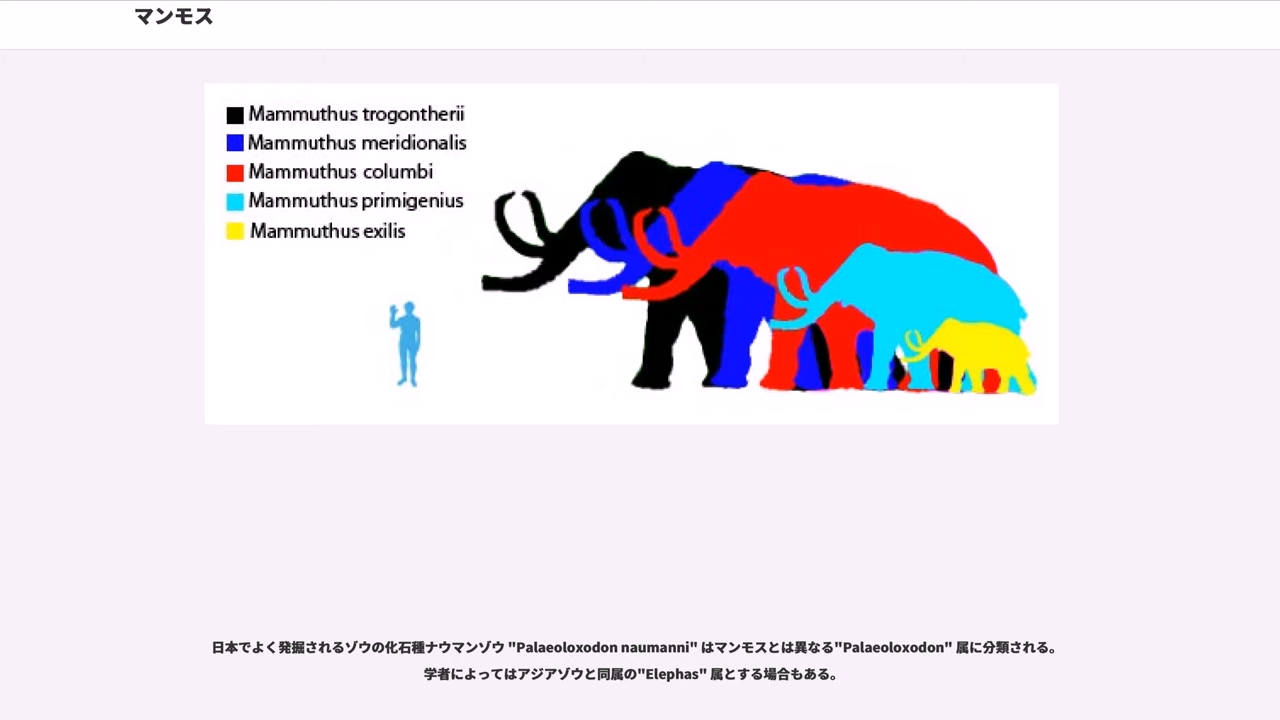 マンモス
Mammuthus trogontherii
Mammuthus meridionalis
Mammuthus columbi
Mammuthus primigenius
Mammuthus exilis
日本でよく発掘されるゾウの化石種ナウマンゾウ "Palaeoloxodon naumanni" はマンモスとは異なる"Palaeoloxodon" 属に分類される。
学者によってはアジアゾウと同属の"Elephas" 属とする場合もある。